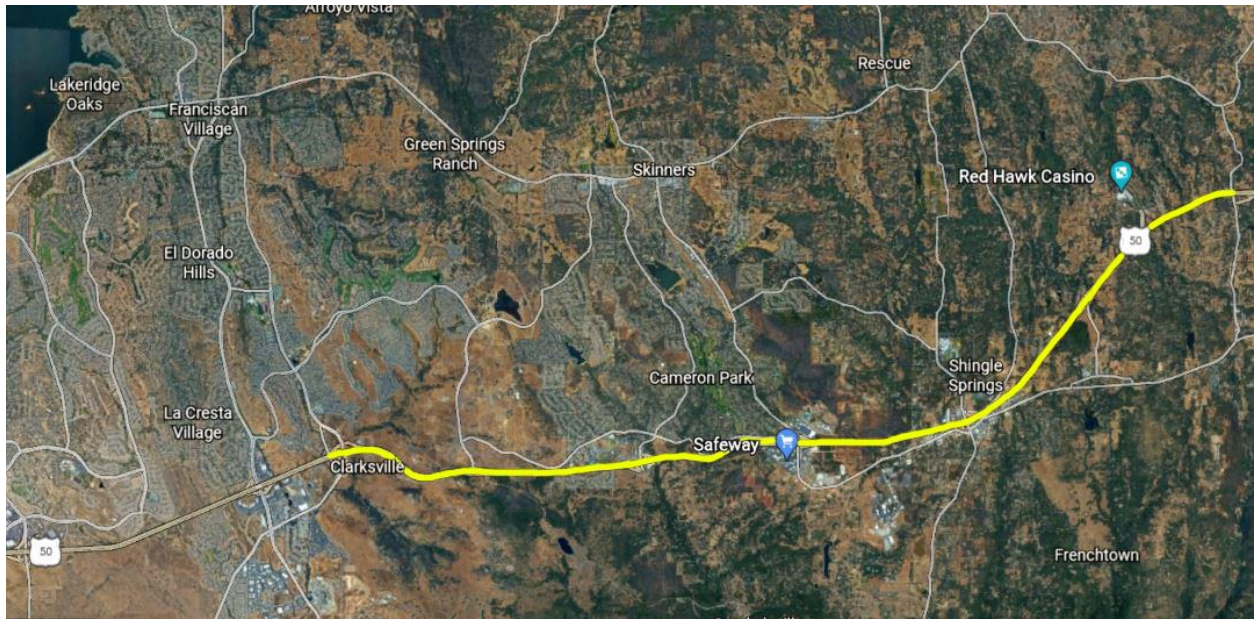 Arroyo Vista
Lakeridge
Oaks
Franciscan
Village
Rescue
Green Springs
Ranch
Skinners
Red Hawk Casino
50
El Dorado
Hills
Cameron Park
Shingle
Springs
La Cresta
Village
Safeway
Clarksville
50
Frenchtown